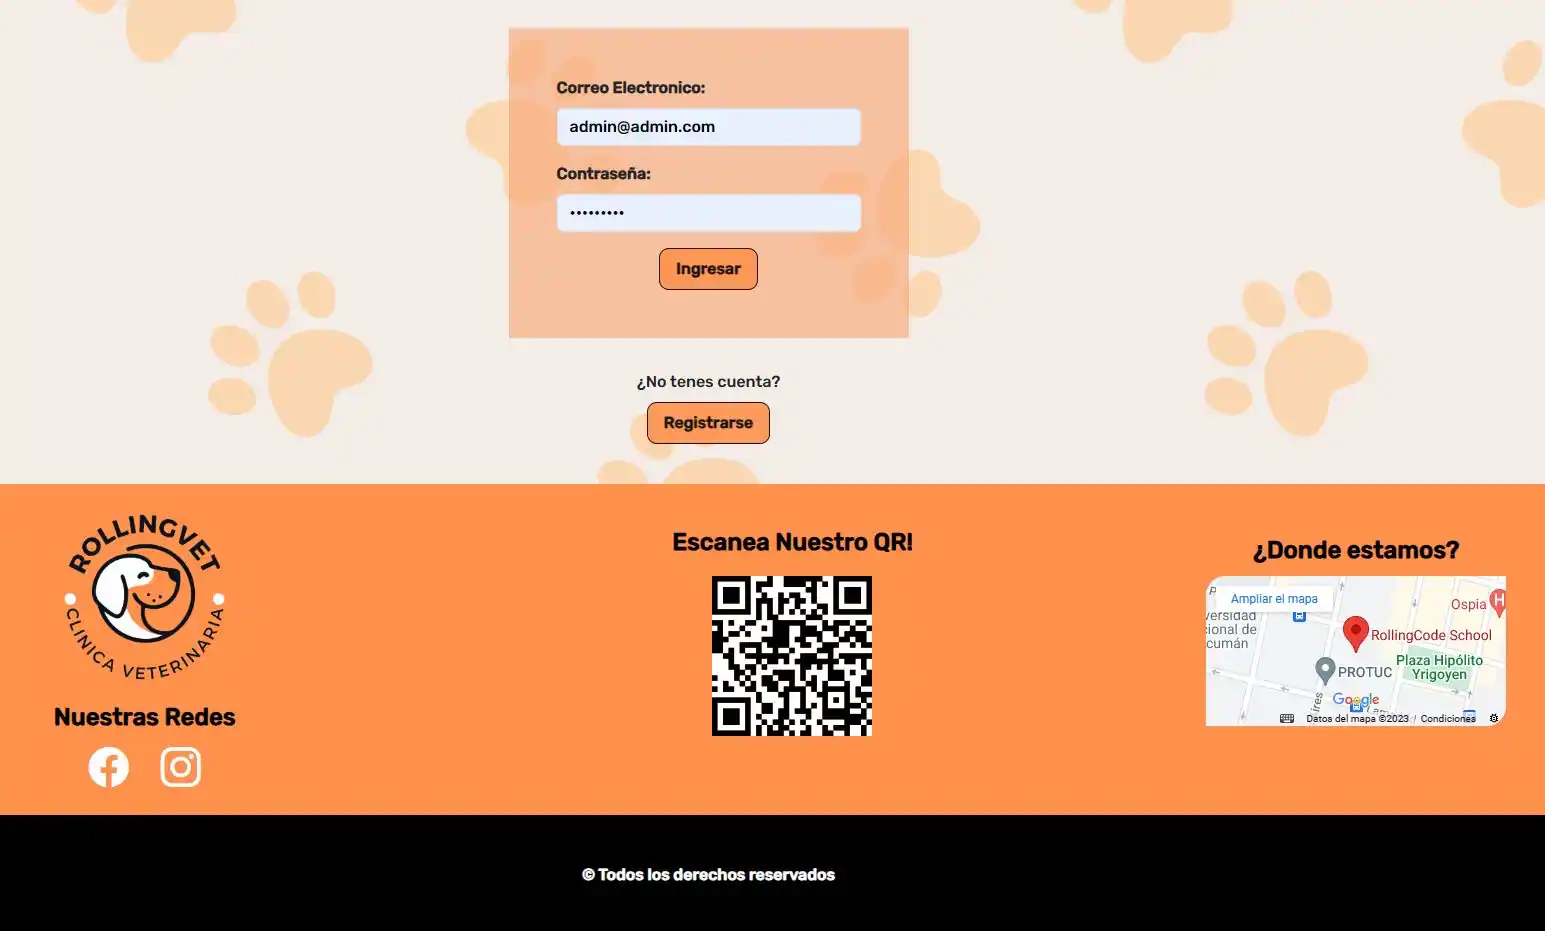 Correo Electronico:
admin@admin.com
Contraseña:
•••••••••
Ingresar
¿No tenes cuenta?
Registrarse
ROLLINGVET
CLINICA VETERINARIA
Nuestras Redes
Escanea Nuestro QR!
¿Donde estamos?
Ampliar el mapa
Ospia
H
versidad
cional de
cumán
RollingCode School
PROTUC
Plaza Hipólito
Yrigoyen
Google
Datos del mapa ©2023
Condiciones
© Todos los derechos reservados